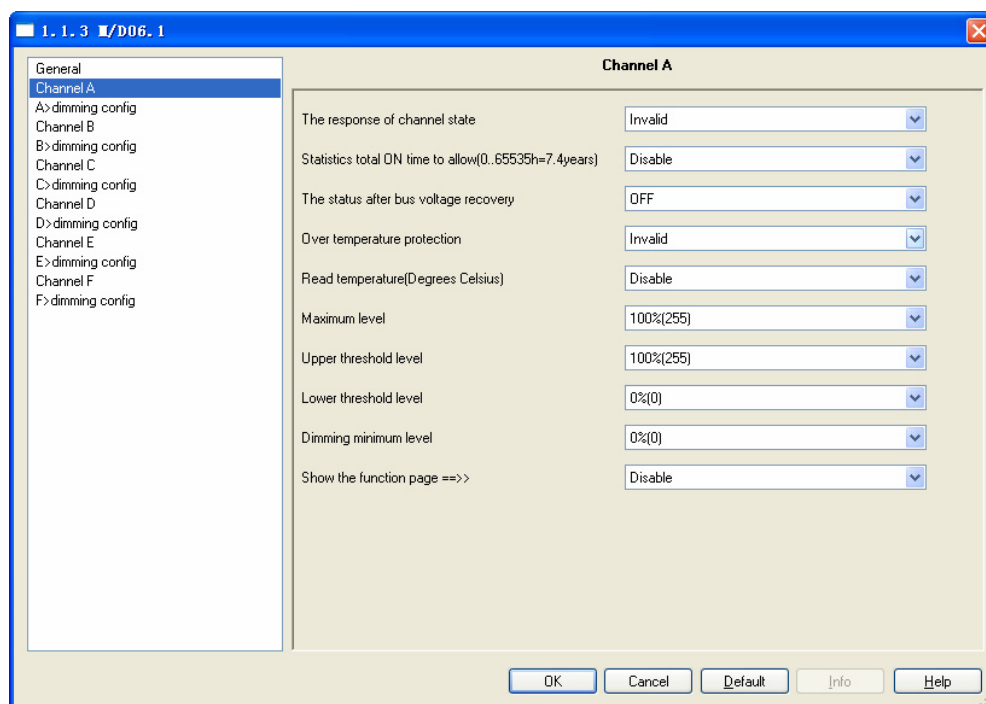 1.1.3 M/D06.1
General
Channel A
A>dimming config
Channel B
B>dimming config
Channel C
C>dimming config
Channel D
D>dimming config
Channel E
E>dimming config
Channel F
F>dimming config
Channel A
The response of channel state Invalid
Statistics total ON time to allow(0..65535h=7.4years) Disable
The status after bus voltage recovery OFF
Over temperature protection Invalid
Read temperature(Degrees Celsius) Disable
Maximum level 100%(255)
Upper threshold level 100%(255)
Lower threshold level 0%(0)
Dimming minimum level 0%(0)
Show the function page ==>> Disable
OK Cancel Default Info Help